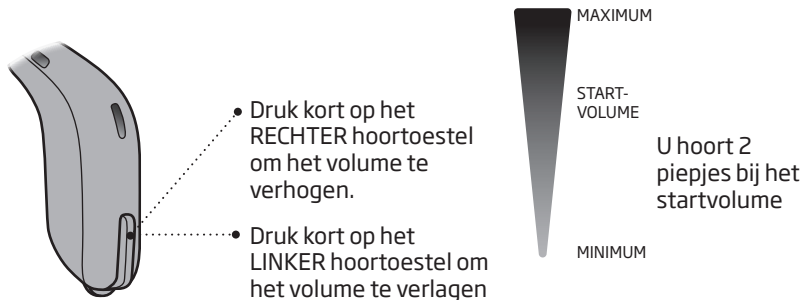 Druk kort op het
RECHTER hoortoestel
om het volume te
verhogen.
Druk kort op het
LINKER hoortoestel om
het volume te verlagen
MAXIMUM
START-
VOLUME
MINIMUM
U hoort 2
piepjes bij het
startvolume